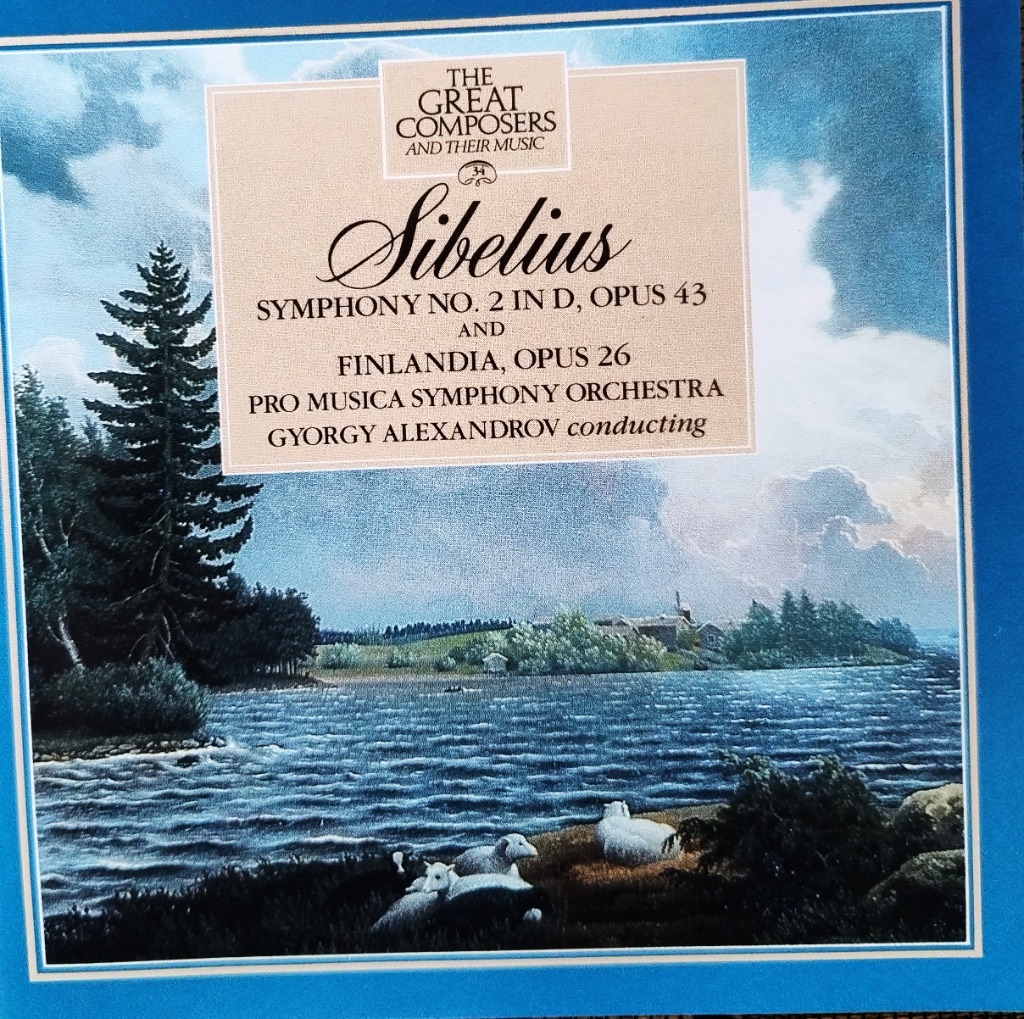 THE
GREAT
COMPOSERS
AND THEIR MUSIC
34
Sibelius
SYMPHONY NO. 2 IN D, OPUS 43
AND
FINLANDIA, OPUS 26
PRO MUSICA SYMPHONY ORCHESTRA
GYORGY ALEXANDROV conducting